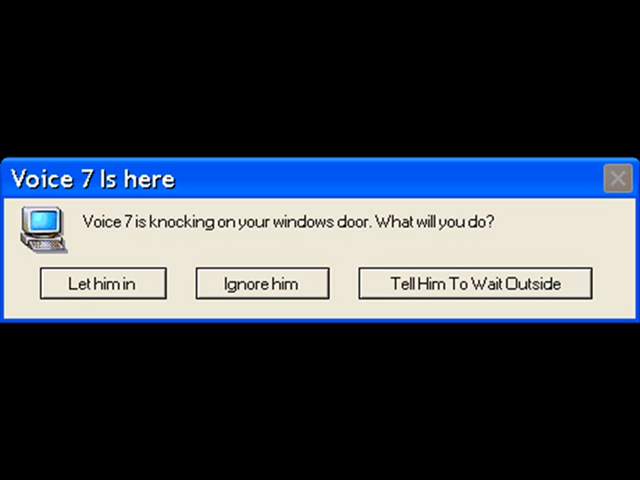 Voice 7 Is here
Voice 7 is knocking on your windows door. What will you do?
Let him in
Ignore him
Tell Him To Wait Outside